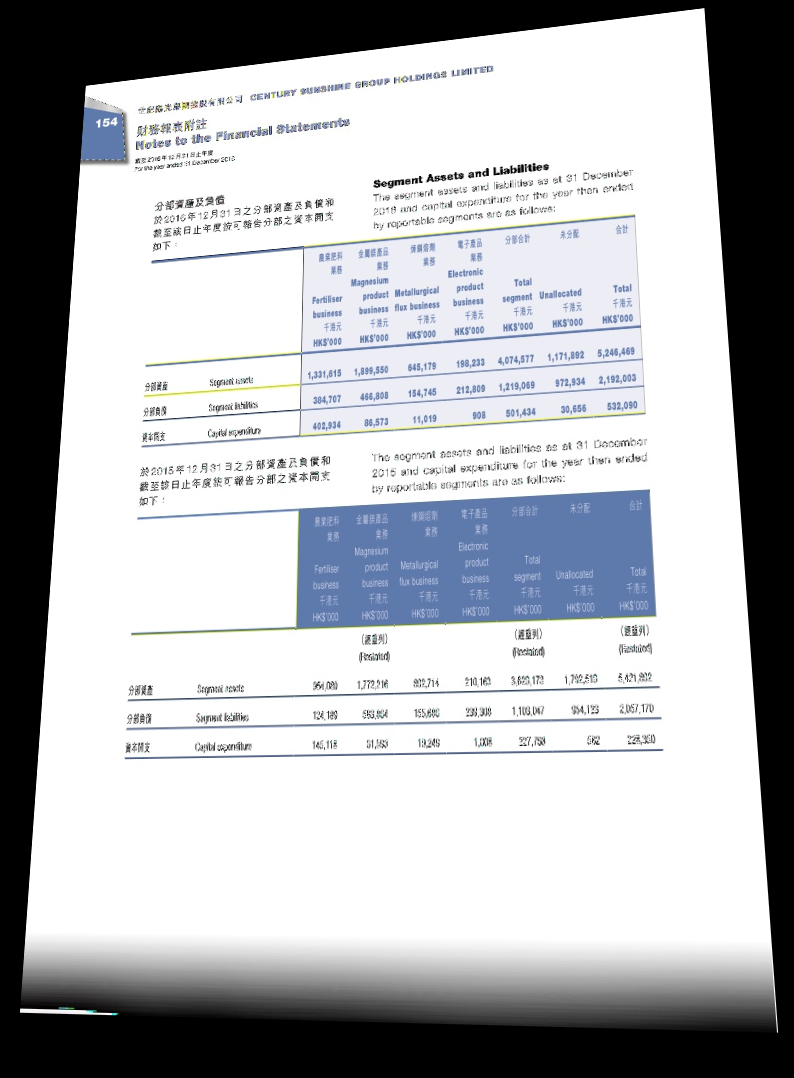 世紀陽光集團控股有限公司 CENTURY SUNSHINE GROUP HOLDINGS LIMITED
154
財務報表附註
Notes to the Financial Statements
截至2016年12月31日止年度
For the year ended 31 December 2016
分部資產及負債
於2016年12月31日之分部資產及負債和
截至該日止年度按可報告分部之資本開支
如下：
Segment Assets and Liabilities
The segment assets and liabilities as at 31 December
2016 and capital expenditure for the year then ended
by reportable segments are as follows:
農業肥料 金屬鎂產品 煉鋼熔劑 電子產品 分部合計 未分配 合計
業務 業務 業務 業務
Magnesium Electronic
Fertiliser product Metallurgical product Total
business business flux business business segment Unallocated Total
千港元 千港元 千港元 千港元 千港元 千港元 千港元
HK$'000 HK$'000 HK$'000 HK$'000 HK$'000 HK$'000 HK$'000
分部資產 Segment assets 1,331,615 1,899,550 645,179 198,233 4,074,577 1,171,892 5,246,469
分部負債 Segment liabilities 384,707 466,808 154,745 212,809 1,219,069 972,934 2,192,003
資本開支 Capital expenditure 402,934 86,573 11,019 908 501,434 30,656 532,090
於2015年12月31日之分部資產及負債和
截至該日止年度按可報告分部之資本開支
如下：
The segment assets and liabilities as at 31 December
2015 and capital expenditure for the year then ended
by reportable segments are as follows:
農業肥料 金屬鎂產品 煉鋼熔劑 電子產品 分部合計 未分配 合計
業務 業務 業務 業務
Magnesium Electronic
Fertiliser product Metallurgical product Total
business business flux business business segment Unallocated Total
千港元 千港元 千港元 千港元 千港元 千港元 千港元
HK$'000 HK$'000 HK$'000 HK$'000 HK$'000 HK$'000 HK$'000
（經重列） （經重列） （經重列）
(Restated) (Restated) (Restated)
分部資產 Segment assets 954,080 1,772,216 692,714 210,163 3,629,173 1,792,519 5,421,692
分部負債 Segment liabilities 124,189 583,864 155,686 239,308 1,103,047 954,123 2,057,170
資本開支 Capital expenditure 145,118 19,249 562 228,350